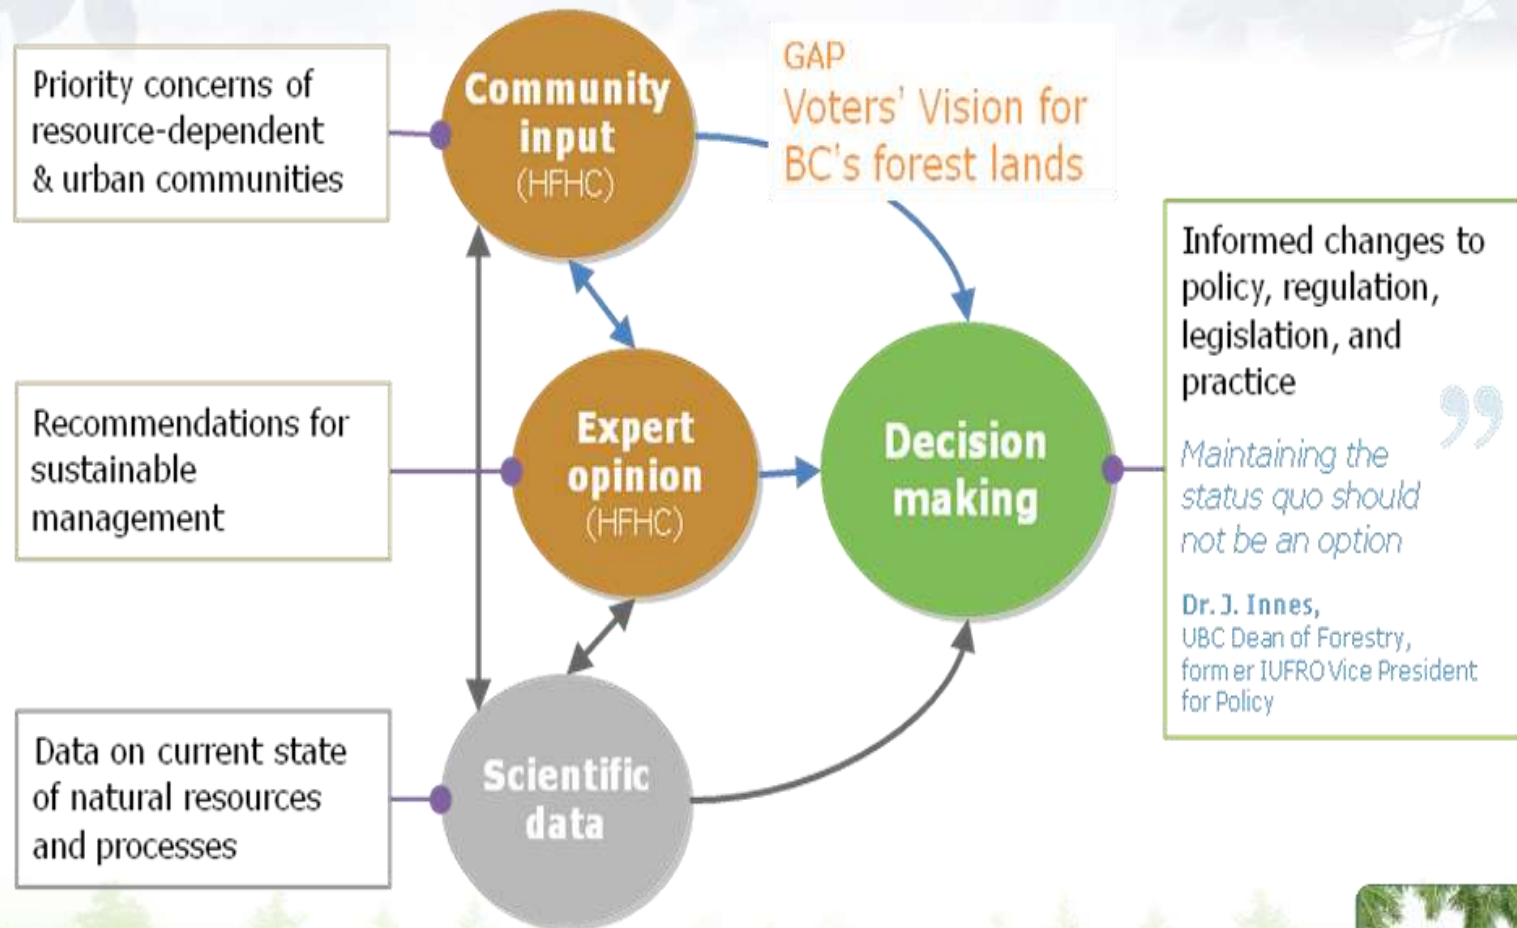 Priority concerns of
resource-dependent
& urban communities
Community
input
(HFHC)
GAP
Voters’ Vision for
BC’s forest lands
Recommendations for
sustainable
management
Expert
opinion
(HFHC)
Decision
making
Informed changes to
policy, regulation,
legislation, and
practice
”
Maintaining the
status quo should
not be an option
Dr. J. Innes,
UBC Dean of Forestry,
former IUFRO Vice President
for Policy
Data on current state
of natural resources
and processes
Scientific
data